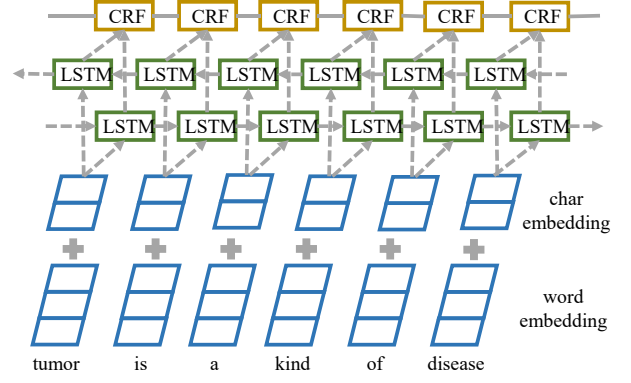 CRF CRF CRF CRF CRF CRF
LSTM LSTM LSTM LSTM LSTM LSTM
LSTM LSTM LSTM LSTM LSTM LSTM
char
embedding
word
embedding
tumor is a kind of disease